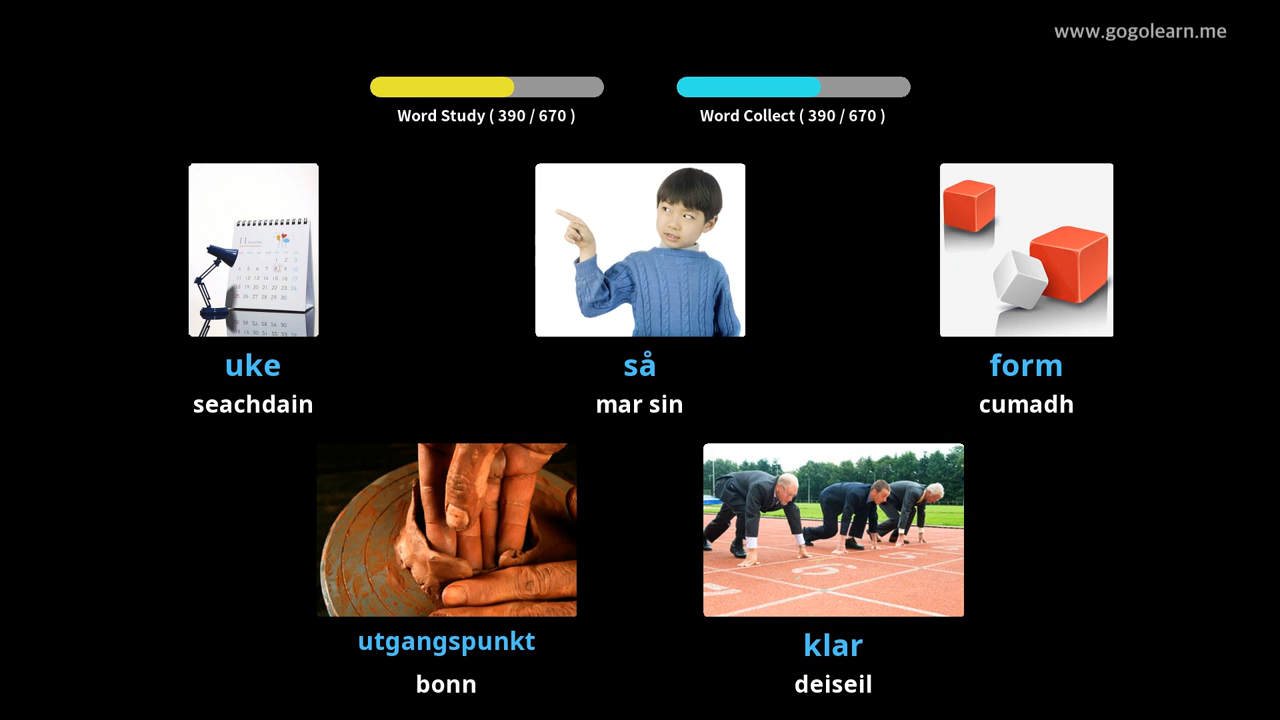 www.gogolearn.me
Word Study ( 390 / 670 )
Word Collect ( 390 / 670 )
uke
seachdain
så
mar sin
form
cumadh
utgangspunkt
bonn
klar
deiseil